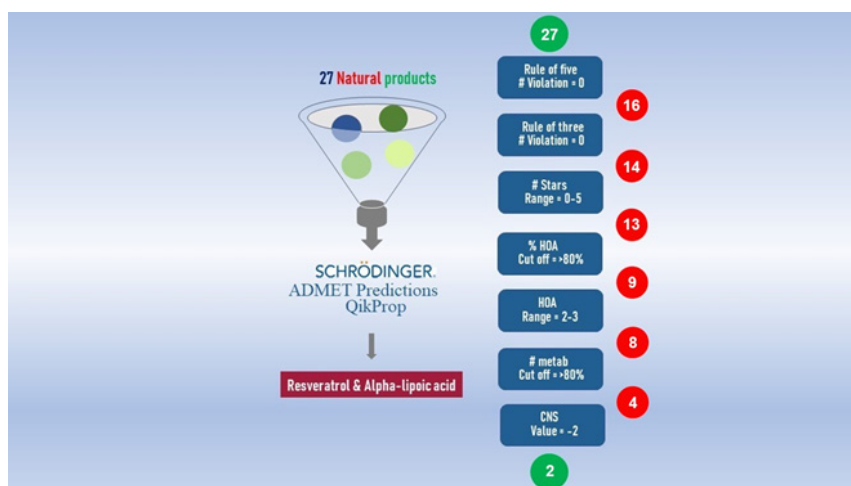 27 Natural products
SCHRÖDINGER.
ADMET Predictions
QikProp
Resveratrol & Alpha-lipoic acid
27
Rule of five
# Violation = 0
16
Rule of three
# Violation = 0
14
# Stars
Range = 0-5
13
% HOA
Cut off = >80%
9
HOA
Range = 2-3
8
# metab
Cut off = >80%
4
CNS
Value = -2
2